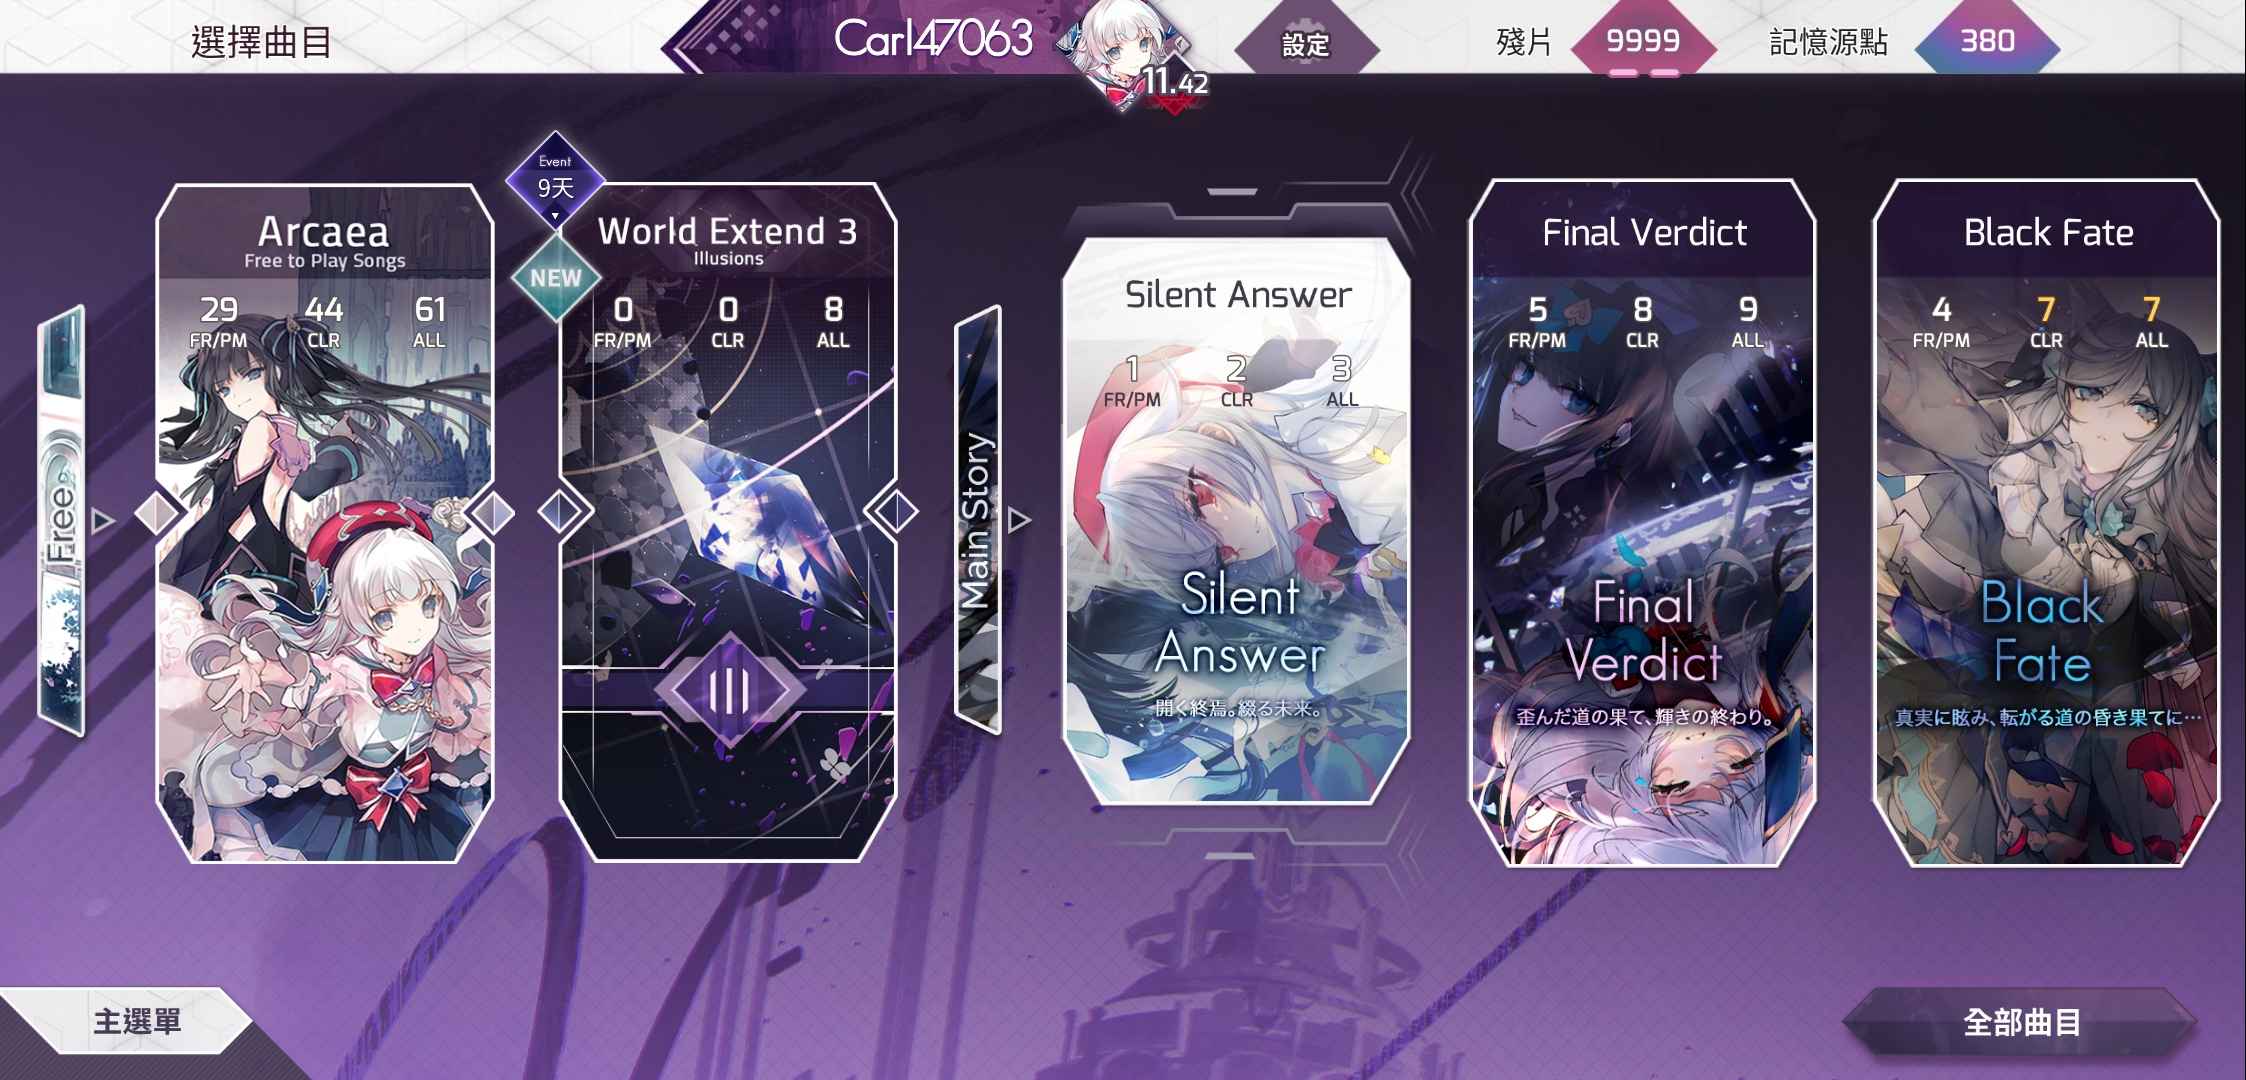 選擇曲目
Carl47063
11.42
設定
殘片
9999
記憶源點
380
Free
Arcaea
Free to Play Songs
29
44
61
FR/PM
CLR
ALL
Event
9天
NEW
World Extend 3
Illusions
0
0
8
FR/PM
CLR
ALL
Main Story
Silent Answer
1
2
3
FR/PM
CLR
ALL
Silent
Answer
開く終焉。綴る未来。
Final Verdict
5
8
9
FR/PM
CLR
ALL
Final
Verdict
歪んだ道の果て、輝きの終わり。
Black Fate
4
7
7
FR/PM
CLR
ALL
Black
Fate
真実に眩み、転がる道の昏き果てに…
主選單
全部曲目